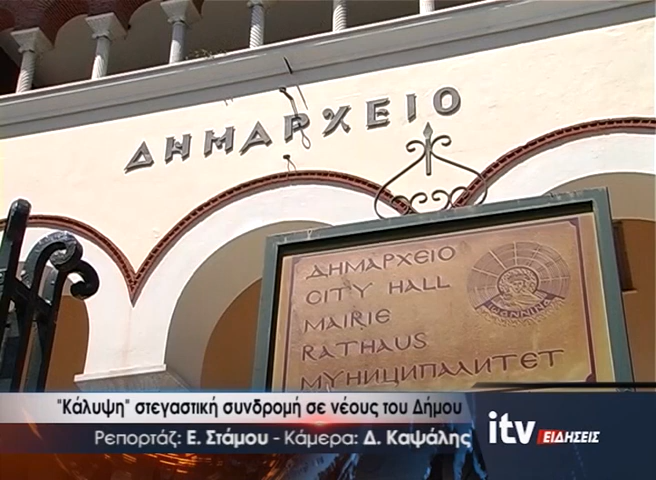 ΔΗΜΑΡΧΕΙΟ
ΔΗΜΑΡΧΕΙΟ
CITY HALL
MAIRIE
RATHAUS
МУНИЦИПАЛИТЕТ
ΙΩΑΝΝΙΝΑ
"Κάλυψη" στεγαστική συνδρομή σε νέους του Δήμου
Ρεπορτάζ: Ε. Στάμου - Κάμερα: Δ. Καψάλης
itv ΕΙΔΗΣΕΙΣ